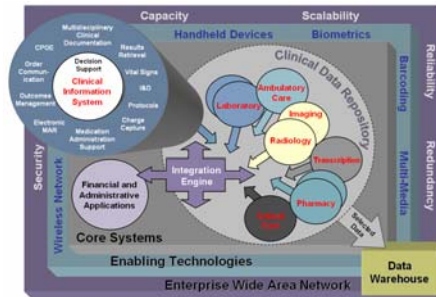 Capacity
Scalability
Multidisciplinary
Clinical
Documentation
CPOE
Results
Retrieval
Order
Commun-
ication
Decision
Support
Clinical
Information
System
Vital Signs
I&O
Outcomes
Management
Protocols
Electronic
MAR
Medication
Administration
Support
Charge
Capture
Handheld Devices
Biometrics
Reliability
Barcoding
Clinical Data Repository
Ambulatory
Care
Laboratory
Imaging
Radiology
Transcription
Pharmacy
Redundancy
Multi-Media
Security
Wireless Network
Financial and
Administrative
Applications
Integration
Engine
Selected
Data
Core Systems
Enabling Technologies
Enterprise Wide Area Network
Data
Warehouse